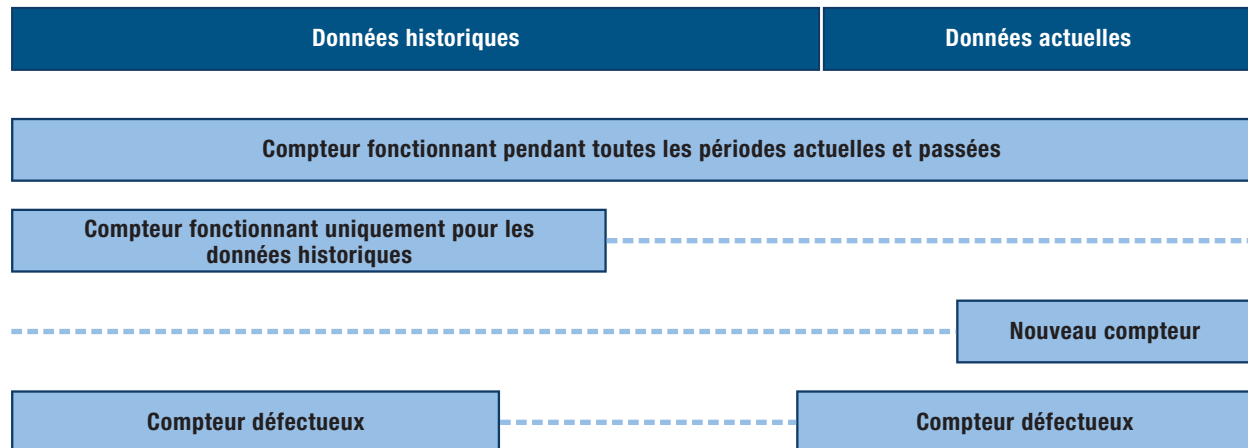 Données historiques
Données actuelles
Compteur fonctionnant pendant toutes les périodes actuelles et passées
Compteur fonctionnant uniquement pour les
données historiques
Nouveau compteur
Compteur défectueux
Compteur défectueux